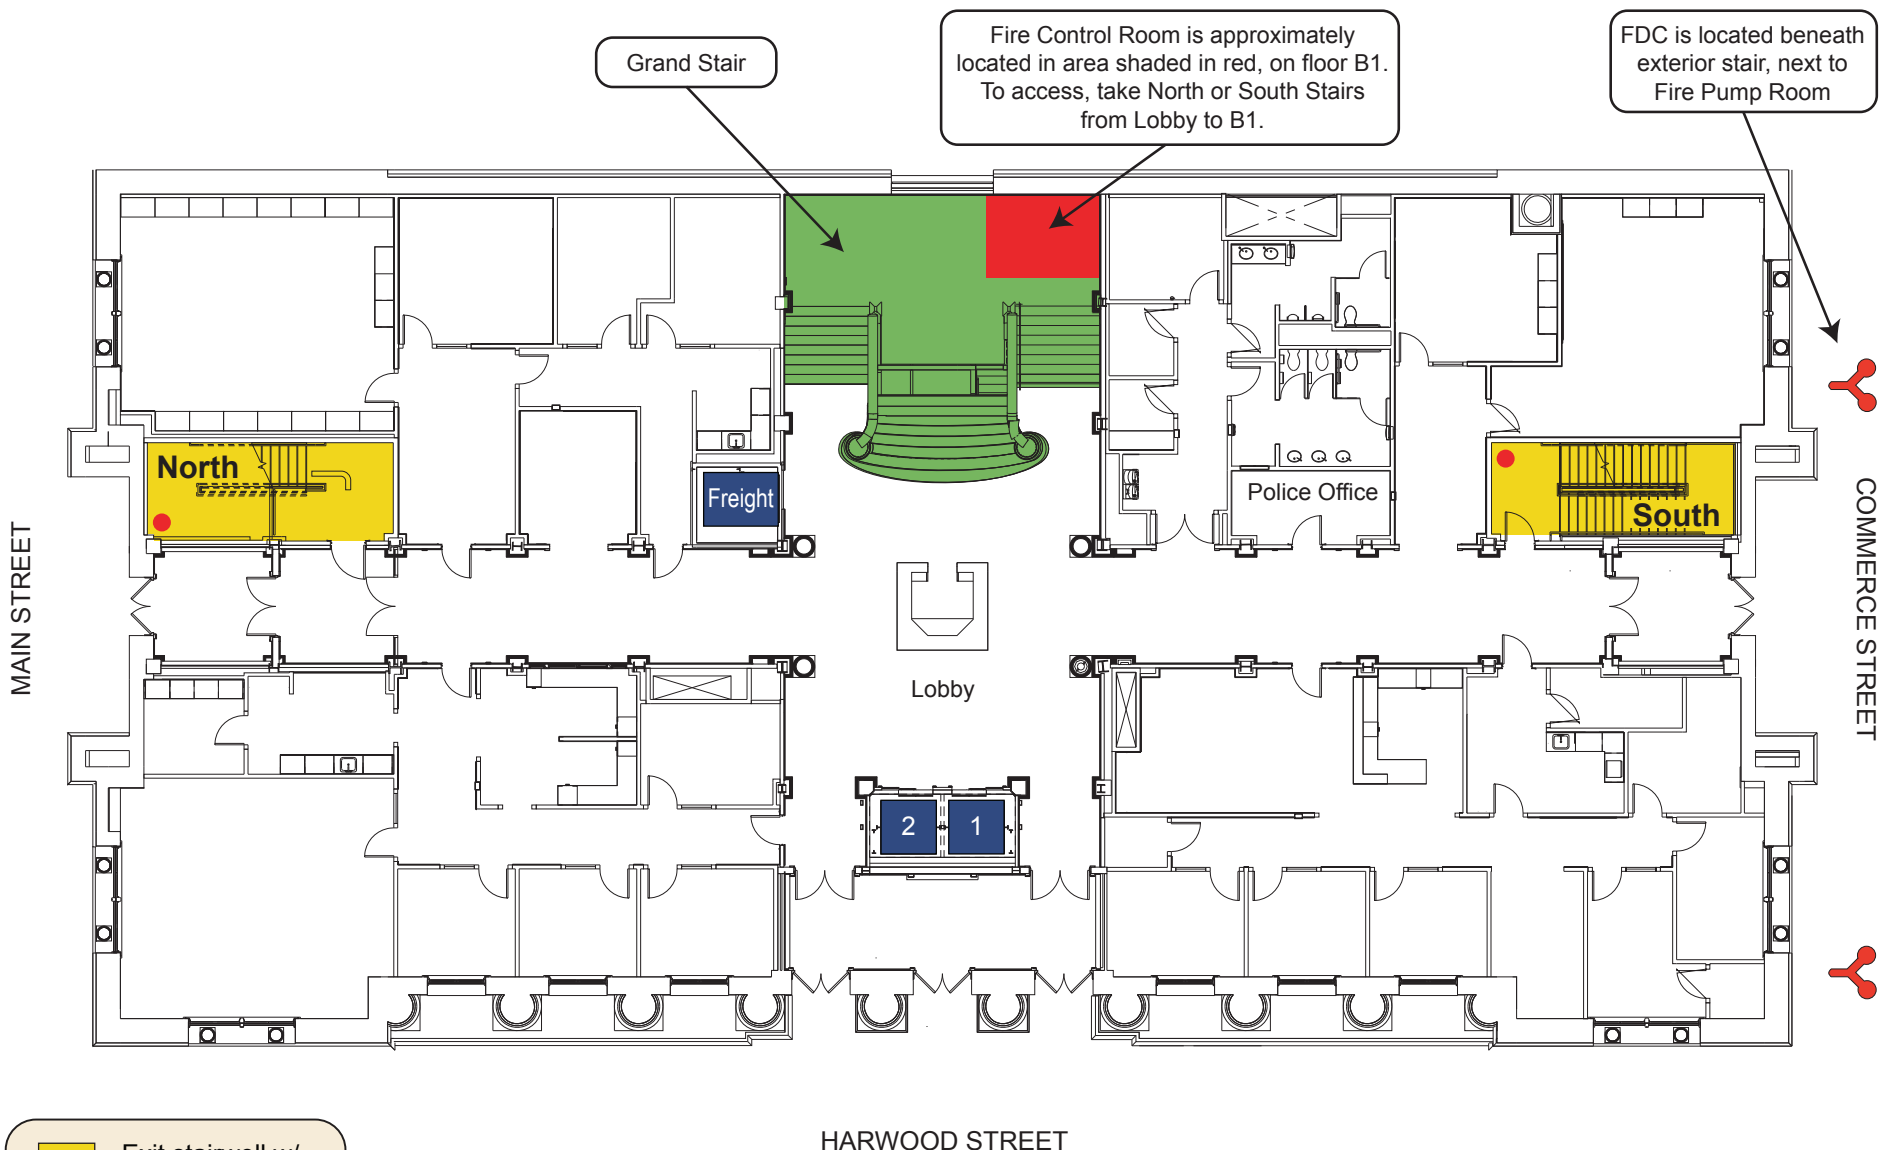 Grand Stair
Fire Control Room is approximately
located in area shaded in red, on floor B1.
To access, take North or South Stairs
from Lobby to B1.
FDC is located beneath
exterior stair, next to
Fire Pump Room
North
Freight
Police Office
South
MAIN STREET
COMMERCE STREET
Lobby
2
1
HARWOOD STREET
Exit stairwell w/